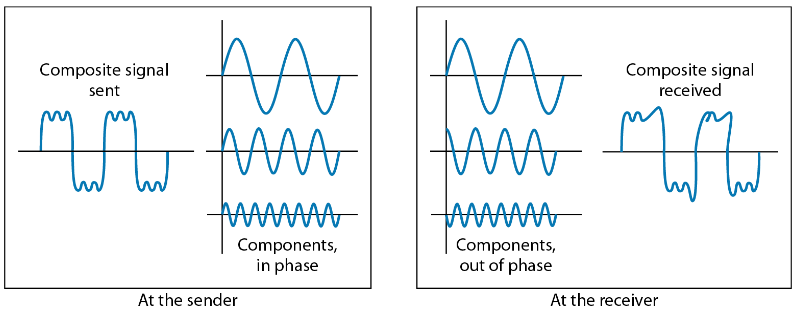 Composite signal
sent
Components,
in phase
At the sender
Composite signal
received
Components,
out of phase
At the receiver